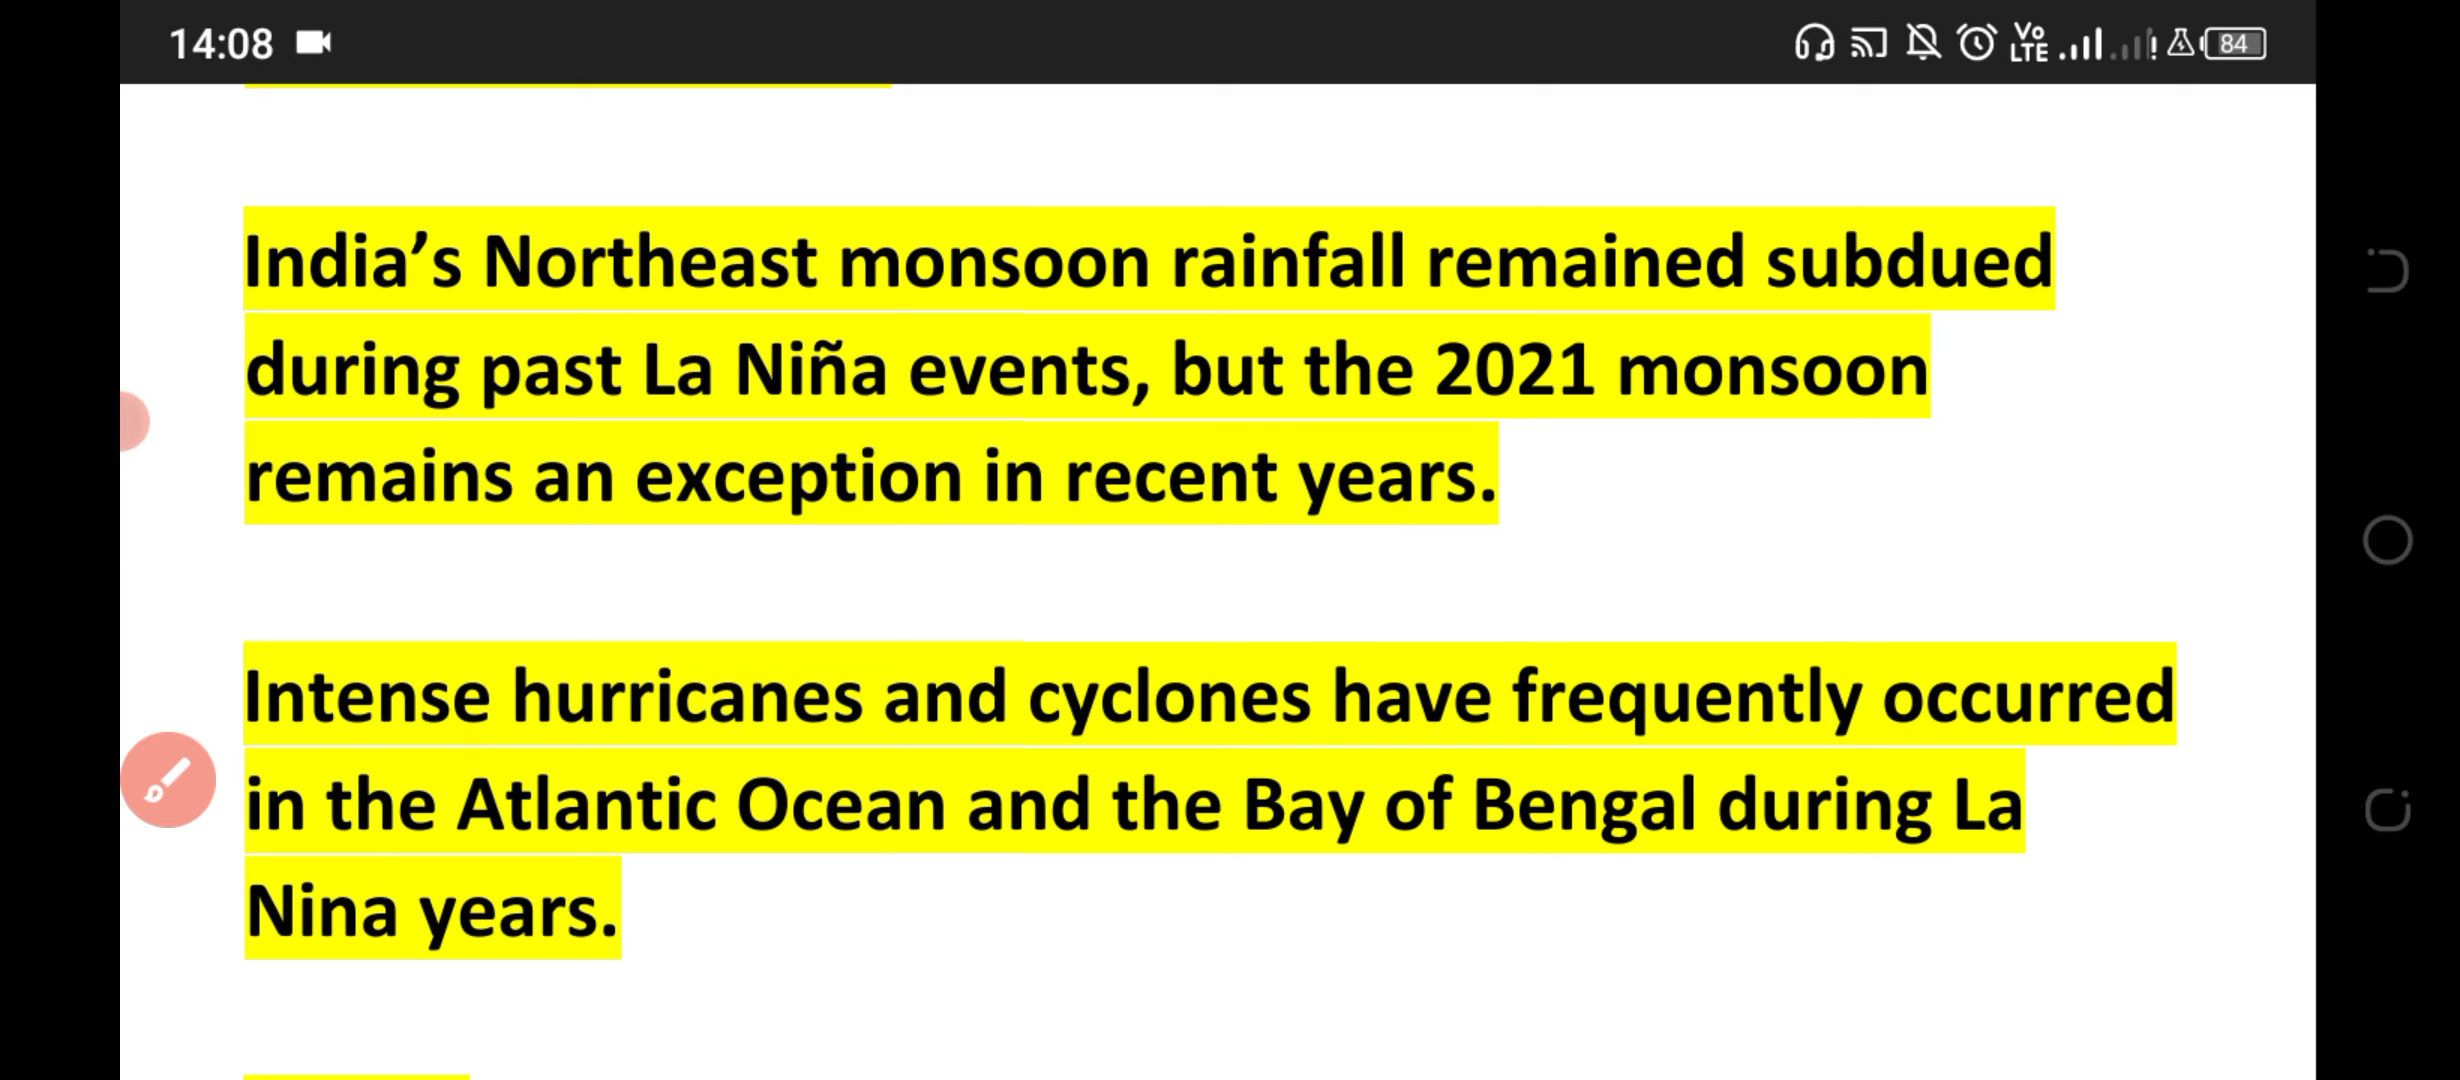 14:08 Vo LTE 84
India’s Northeast monsoon rainfall remained subdued
during past La Niña events, but the 2021 monsoon
remains an exception in recent years.
Intense hurricanes and cyclones have frequently occurred
in the Atlantic Ocean and the Bay of Bengal during La
Nina years.